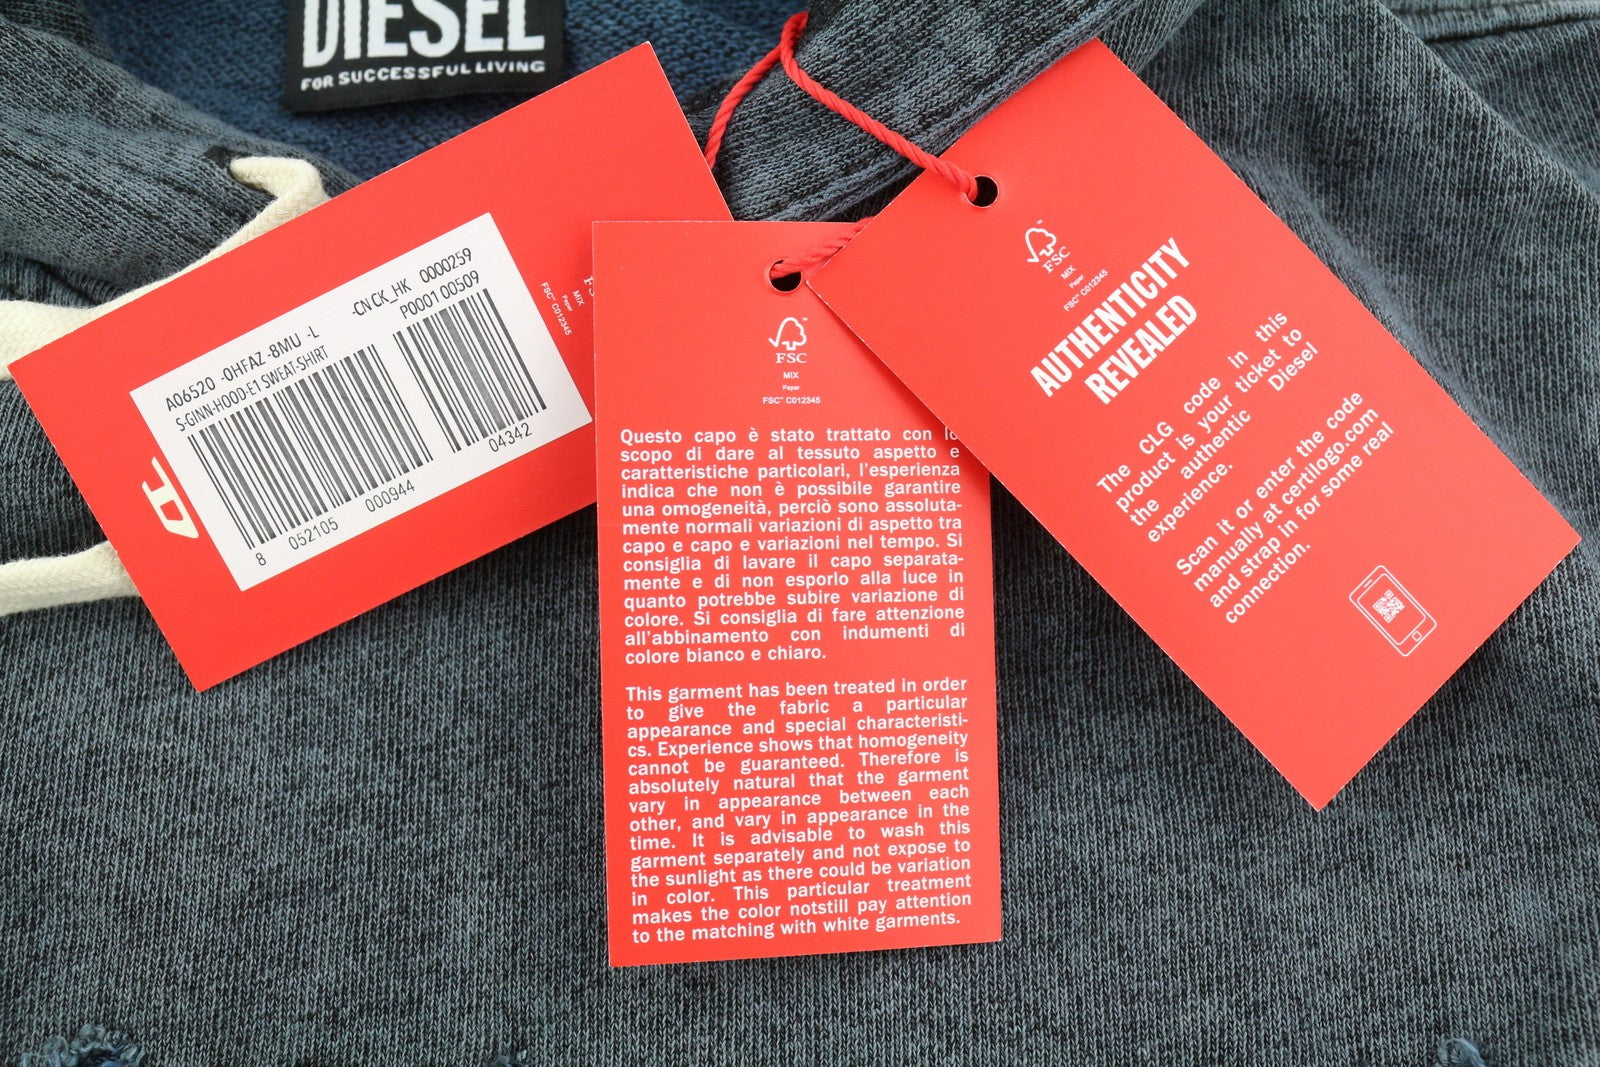 DIESEL
FOR SUCCESSFUL LIVING
A06520 -0HFAZ -8MU -L
-CN CK_HK 0000259
S-GINN-HOOD-E1 SWEAT-SHIRT
P0001 00509
8 052105 000944
04342
MIX
Paper
FSC™ C012345
FSC
MIX
Paper
FSC™ C012345
Questo capo è stato trattato con lo
scopo di dare al tessuto aspetto e
caratteristiche particolari, l'esperienza
indica che non è possibile garantire
una omogeneità, perciò sono assoluta-
mente normali variazioni di aspetto tra
capo e capo e variazioni nel tempo. Si
consiglia di lavare il capo separata-
mente e di non esporlo alla luce in
quanto potrebbe subire variazione di
colore. Si consiglia di fare attenzione
all'abbinamento con indumenti di
colore bianco e chiaro.
This garment has been treated in order
to give the fabric a particular
appearance and special characteristi-
cs. Experience shows that homogeneity
cannot be guaranteed. Therefore is
absolutely natural that the garment
vary in appearance between each
other, and vary in appearance in the
time. It is advisable to wash this
garment separately and not expose to
the sunlight as there could be variation
in color. This particular treatment
makes the color notstill pay attention
to the matching with white garments.
FSC
MIX
Paper
FSC™ C012345
AUTHENTICITY
REVEALED
The CLG code in this
product is your ticket to
the authentic Diesel
experience.
Scan it or enter the code
manually at certilogo.com
and strap in for some real
connection.